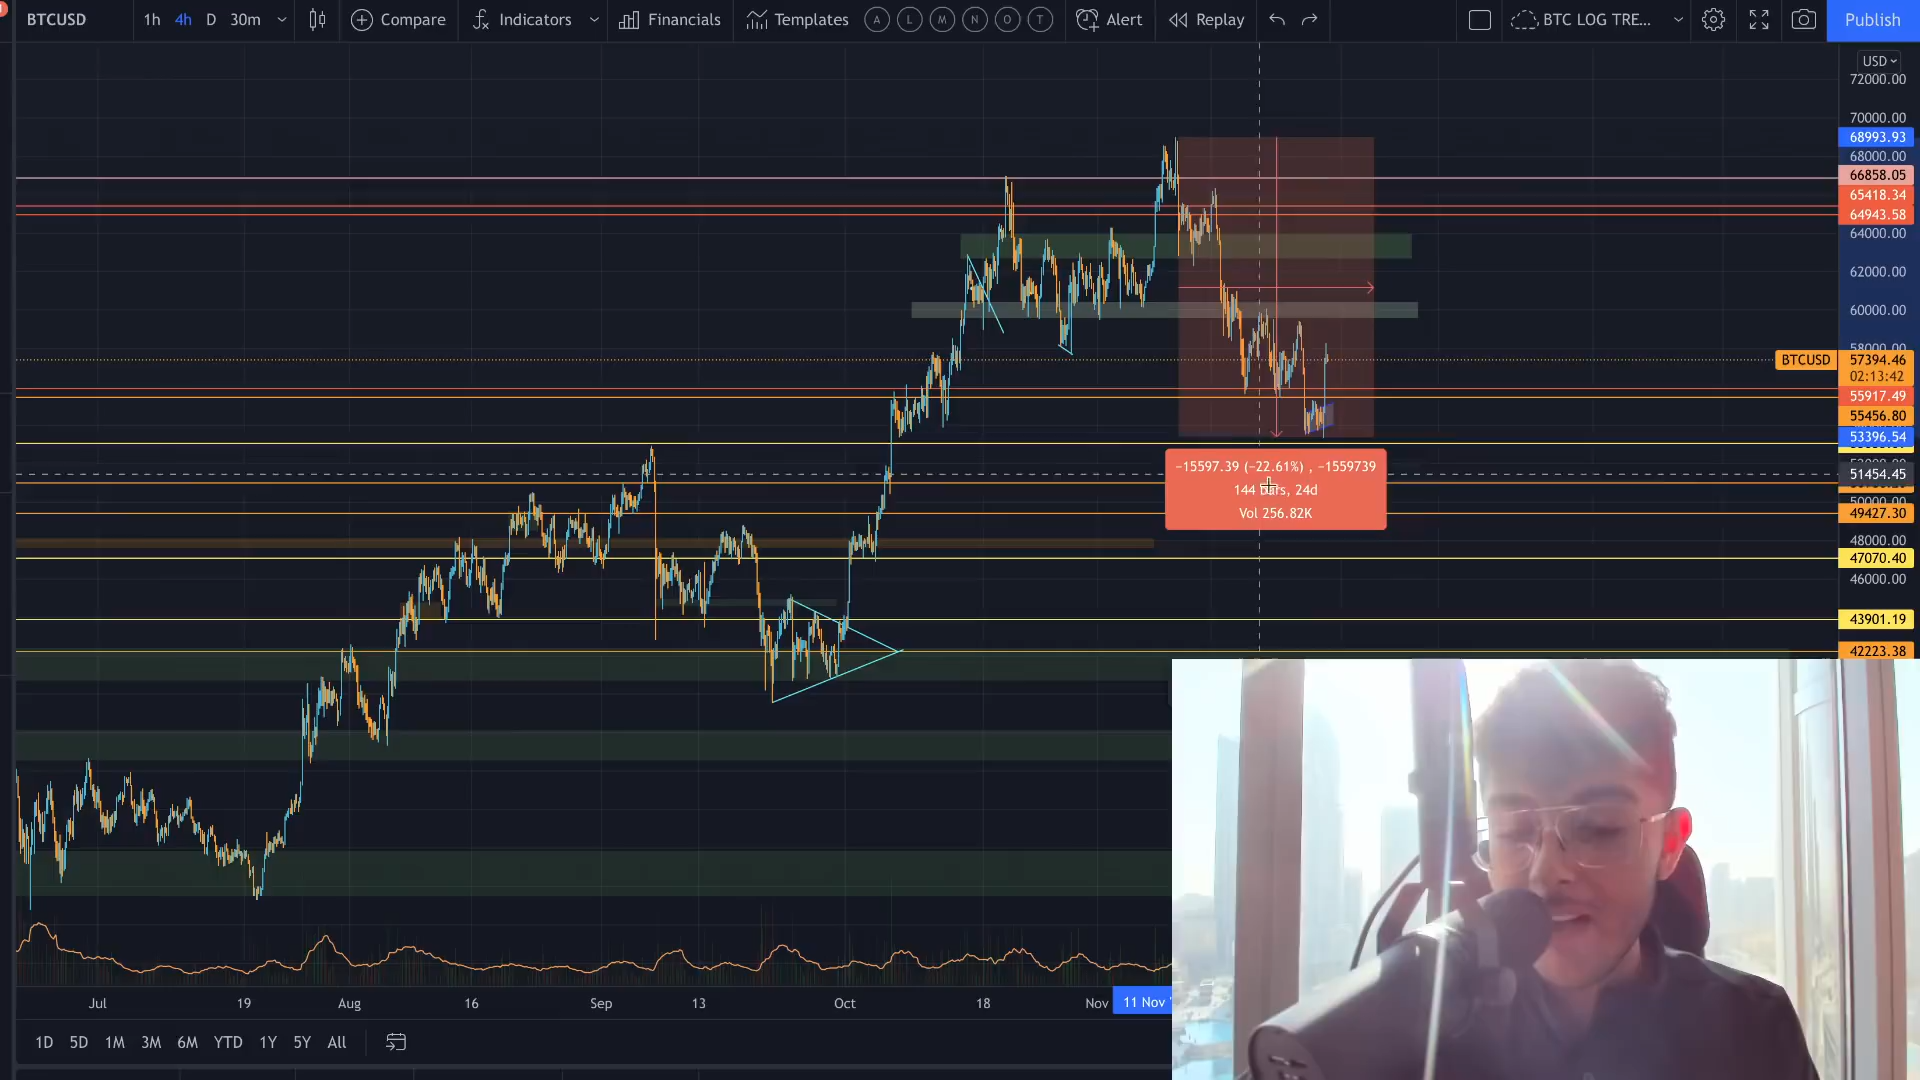 BTCUSD 1h 4h D 30m Compare Indicators Financials Templates A L M N O T Alert Replay BTC LOG TRE... Publish
USD
72000.00
70000.00
68993.93
68000.00
66858.05
65418.34
64943.58
64000.00
62000.00
60000.00
58000.00
BTCUSD 57394.46
02:13:42
55917.49
55456.80
53396.54
−15597.39 (−22.61%) , −1559739
51454.45
144 bars, 24d
50000.00
Vol 256.82K
49427.30
48000.00
47070.40
46000.00
43901.19
42223.38
Jul 19 Aug 16 Sep 13 Oct 18 Nov 11 Nov
1D 5D 1M 3M 6M YTD 1Y 5Y All